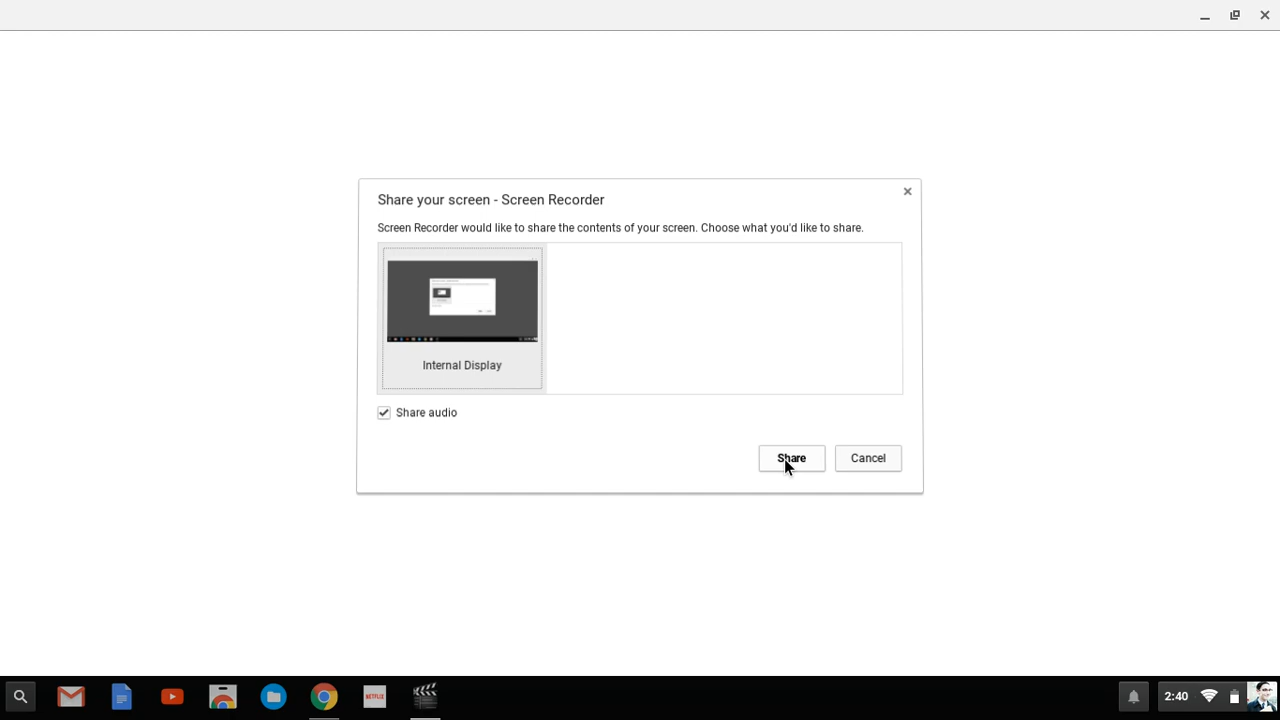 Share your screen - Screen Recorder
Screen Recorder would like to share the contents of your screen. Choose what you'd like to share.
Internal Display
Share audio
Share
Cancel
NETFLIX
2:40